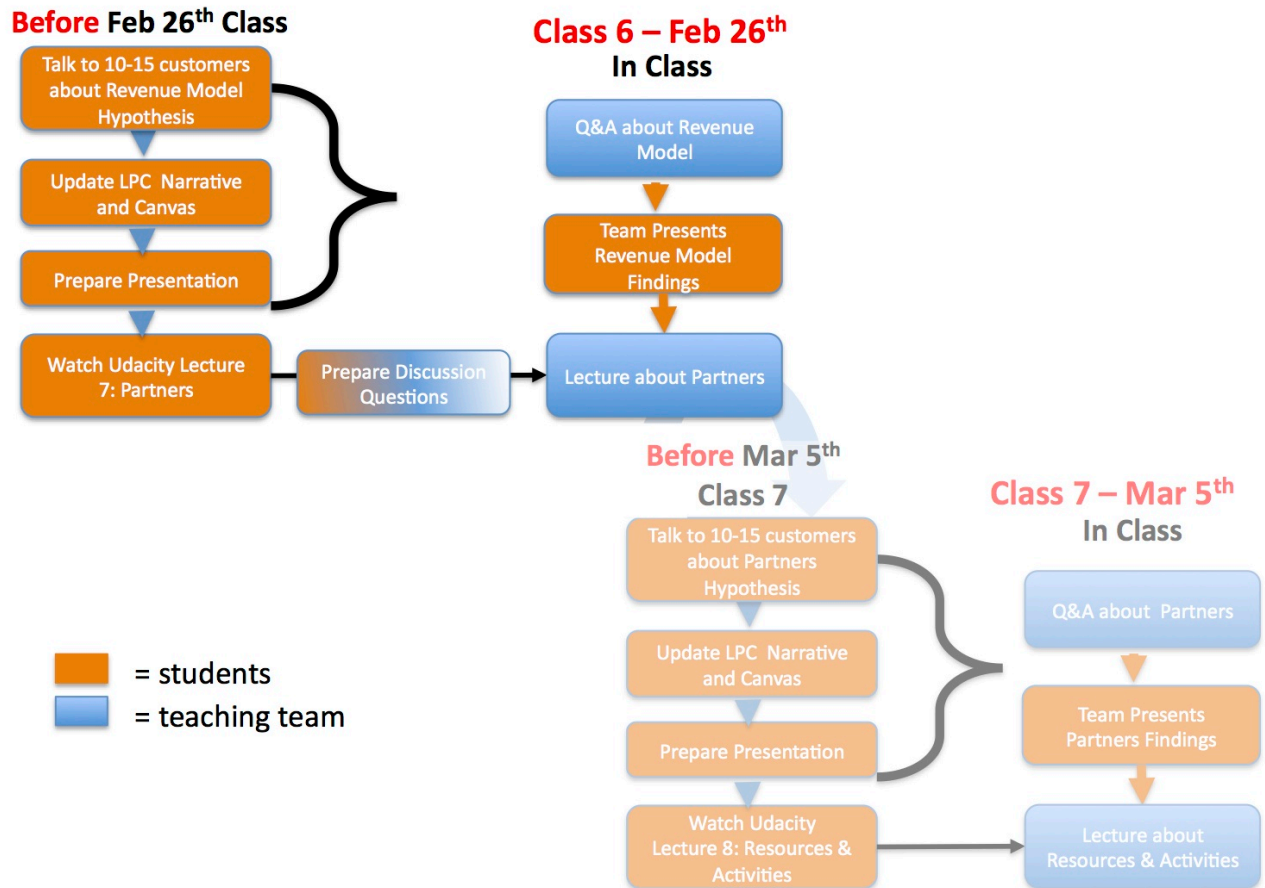 Before Feb 26th Class
Talk to 10-15 customers
about Revenue Model
Hypothesis
Update LPC Narrative
and Canvas
Prepare Presentation
Watch Udacity Lecture
7: Partners
Prepare Discussion
Questions
Class 6 – Feb 26th
In Class
Q&A about Revenue
Model
Team Presents
Revenue Model
Findings
Lecture about Partners
Before Mar 5th
Class 7
Talk to 10-15 customers
about Partners
Hypothesis
Update LPC Narrative
and Canvas
Prepare Presentation
Watch Udacity
Lecture 8: Resources &
Activities
Class 7 – Mar 5th
In Class
Q&A about Partners
Team Presents
Partners Findings
Lecture about
Resources & Activities
= students
= teaching team